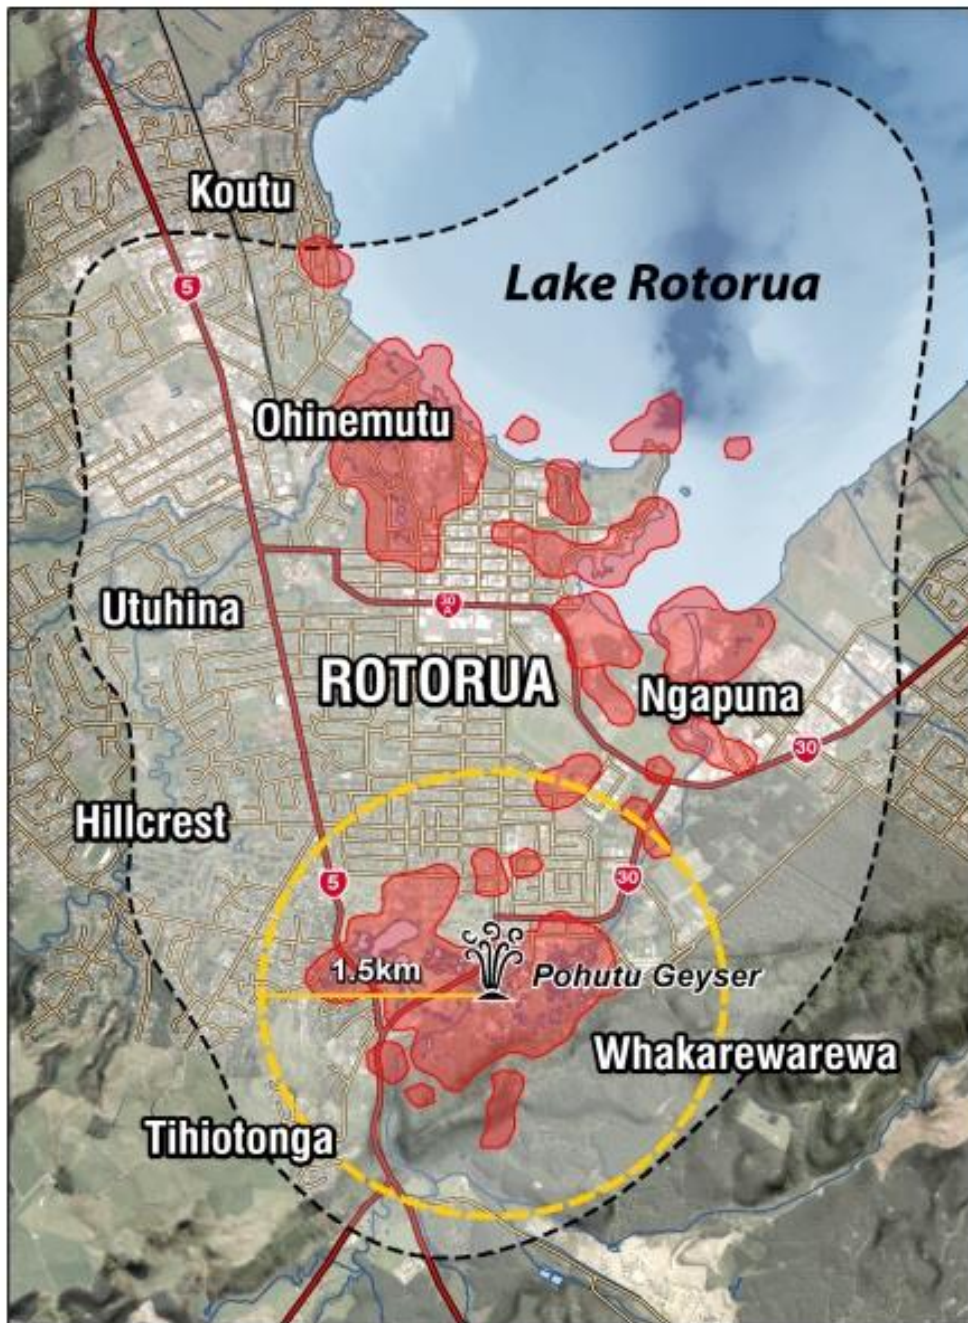 Koutu
5
Lake Rotorua
Ohinemutu
Utuhina
30
A
ROTORUA
Ngapuna
30
Hillcrest
5
30
1.5km
Pohutu Geyser
Whakarewarewa
Tihiotonga